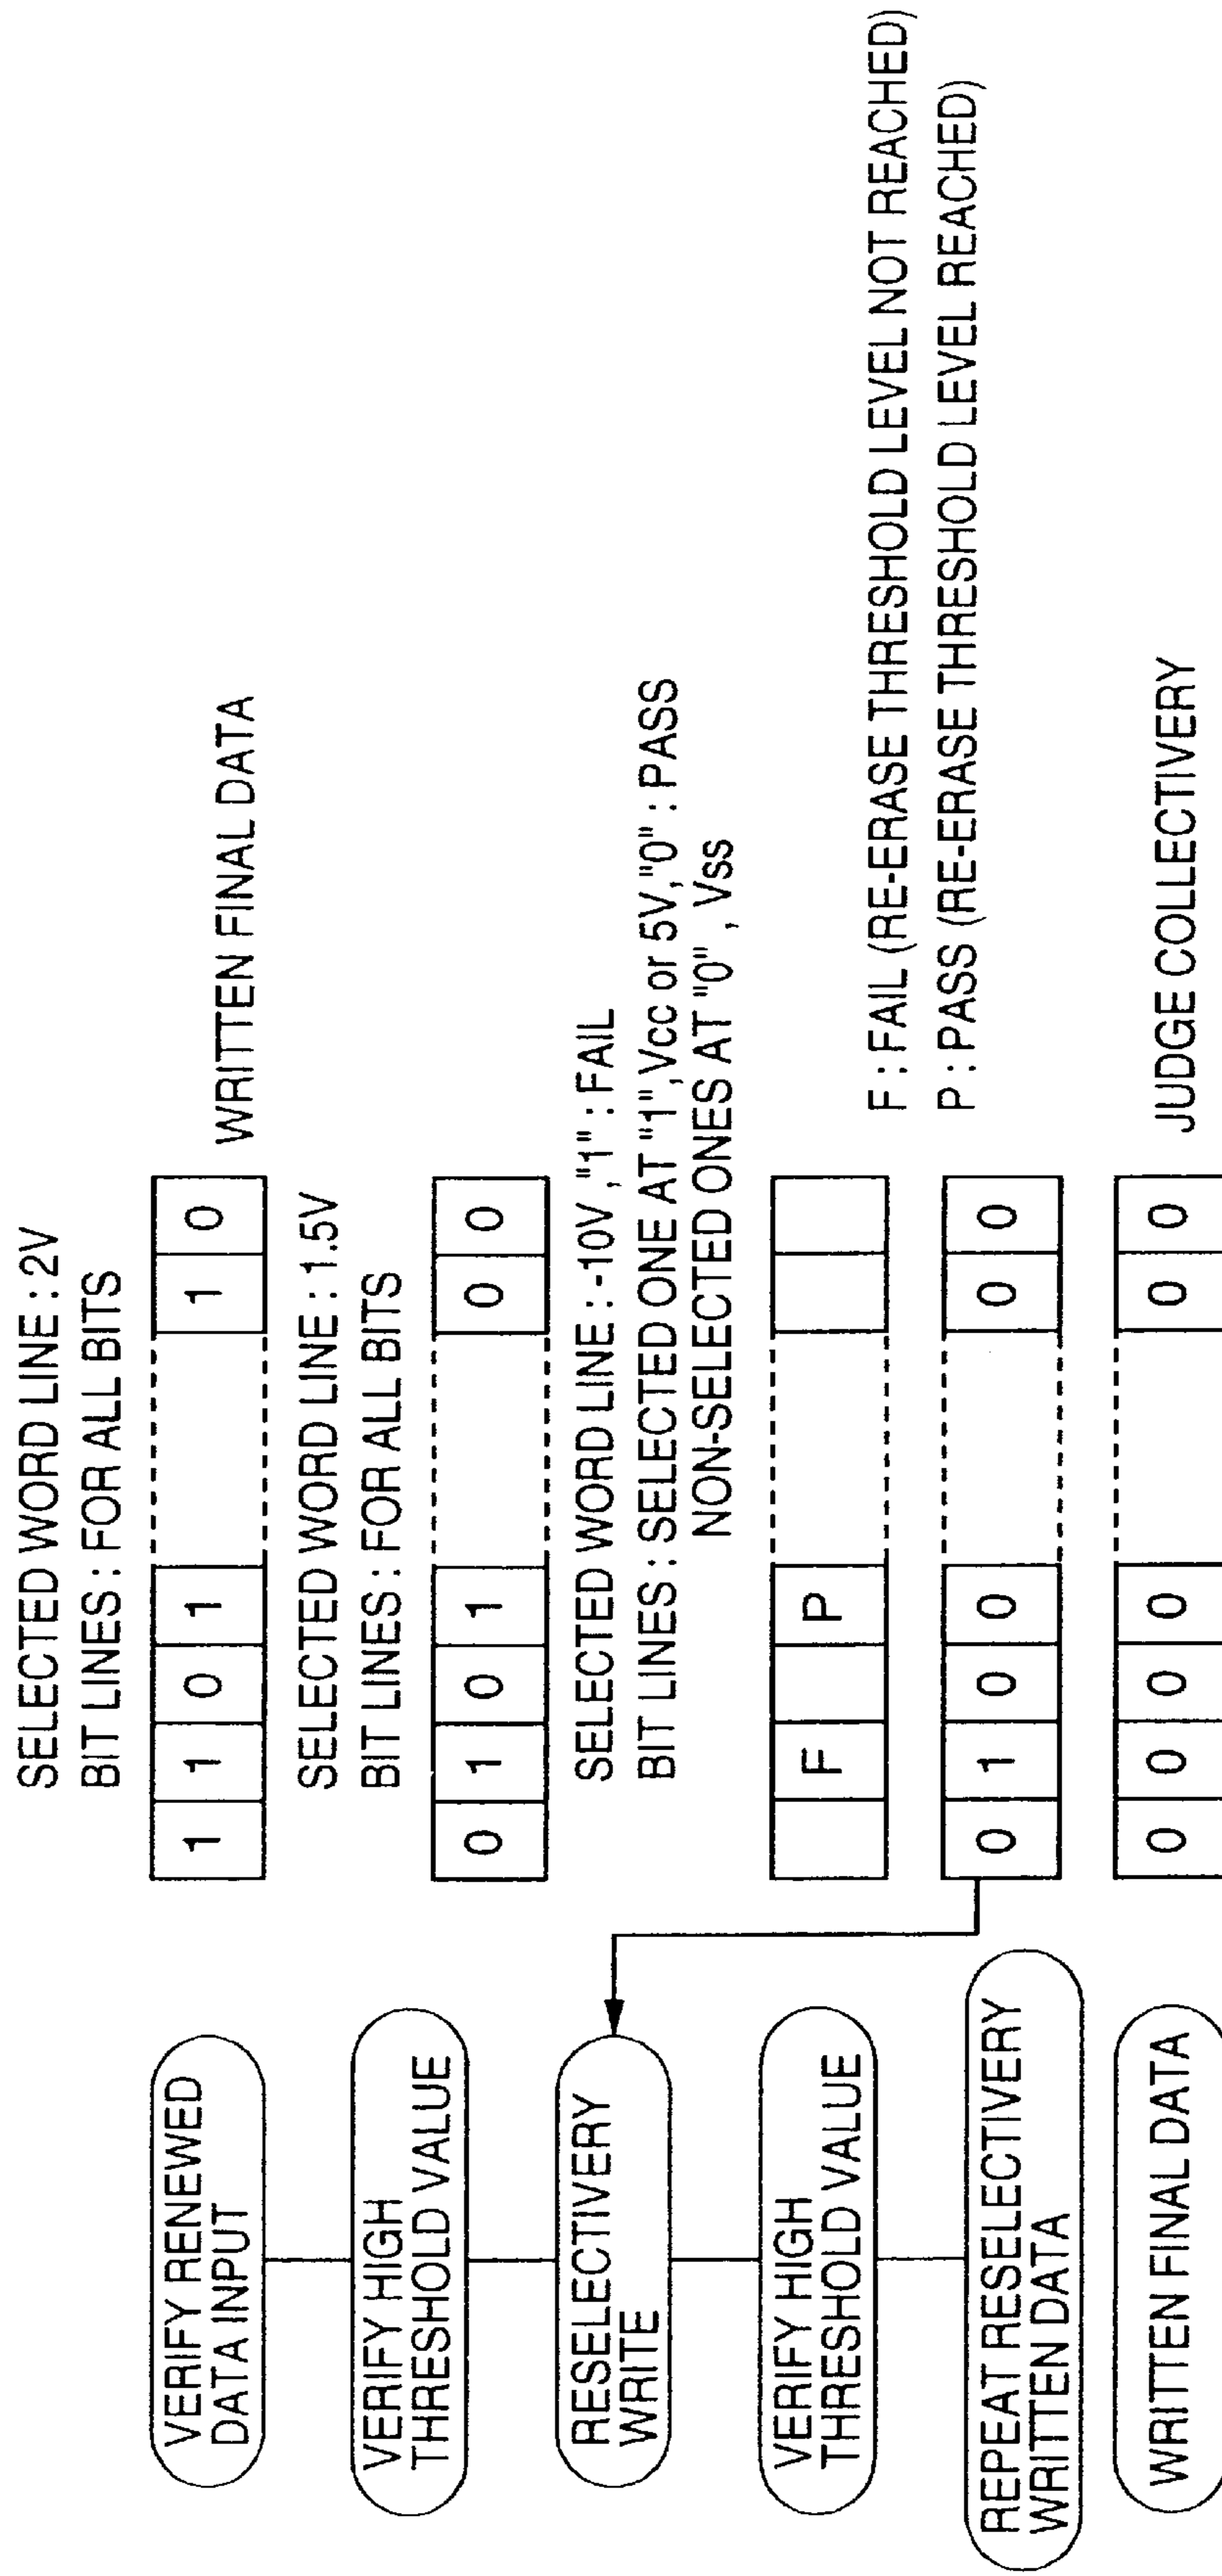 SELECTED WORD LINE : 2V
BIT LINES : FOR ALL BITS
VERIFY RENEWED
DATA INPUT
1 1 0 1 1 0
WRITTEN FINAL DATA
SELECTED WORD LINE : 1.5V
BIT LINES : FOR ALL BITS
VERIFY HIGH
THRESHOLD VALUE
0 1 0 1 0 0
SELECTED WORD LINE : -10V ,"1" : FAIL
BIT LINES : SELECTED ONE AT "1",Vcc or 5V,"0" : PASS
NON-SELECTED ONES AT "0" , Vss
RESELECTIVERY
WRITE
VERIFY HIGH
THRESHOLD VALUE
F P
F : FAIL (RE-ERASE THRESHOLD LEVEL NOT REACHED)
P : PASS (RE-ERASE THRESHOLD LEVEL REACHED)
REPEAT RESELECTIVERY
WRITTEN DATA
0 1 0 0 0 0
WRITTEN FINAL DATA
0 0 0 0 0 0
JUDGE COLLECTIVERY